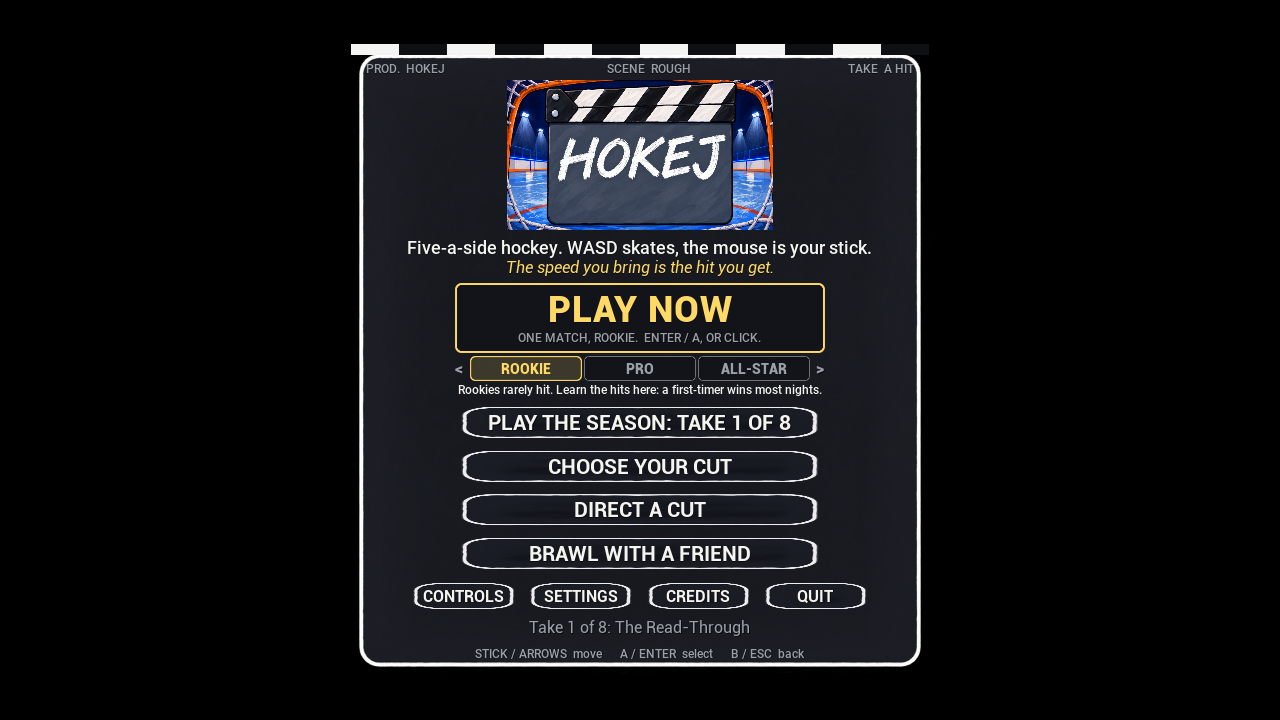 PROD. HOKEJ SCENE ROUGH TAKE A HIT
HOKEJ
Five-a-side hockey. WASD skates, the mouse is your stick.
The speed you bring is the hit you get.
PLAY NOW
ONE MATCH, ROOKIE. ENTER / A, OR CLICK.
< ROOKIE PRO ALL-STAR >
Rookies rarely hit. Learn the hits here: a first-timer wins most nights.
PLAY THE SEASON: TAKE 1 OF 8
CHOOSE YOUR CUT
DIRECT A CUT
BRAWL WITH A FRIEND
CONTROLS SETTINGS CREDITS QUIT
Take 1 of 8: The Read-Through
STICK / ARROWS move A / ENTER select B / ESC back